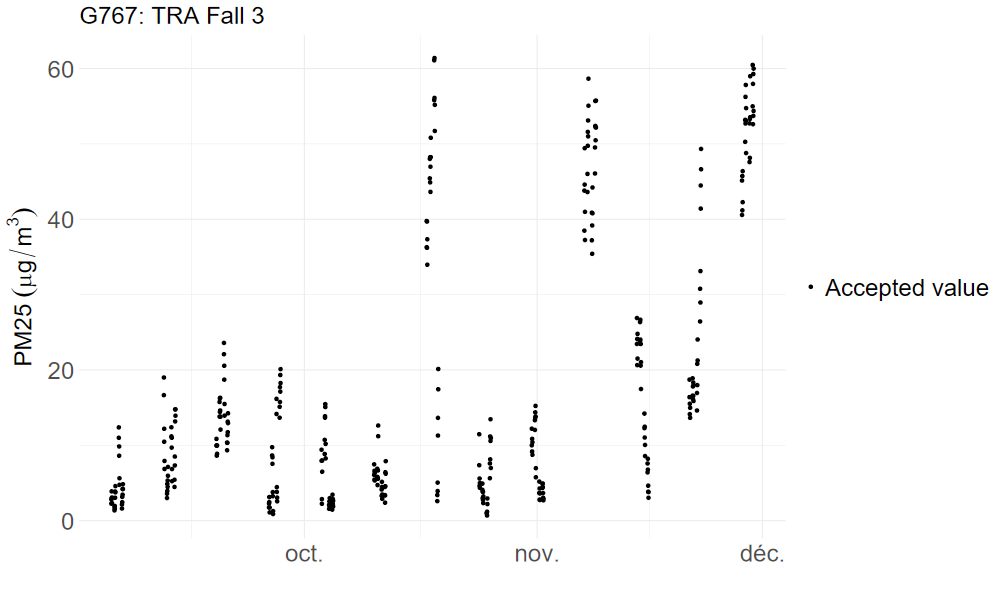 G767: TRA Fall 3
PM25 (μg/m³)
60
40
20
0
oct.
nov.
déc.
Accepted value